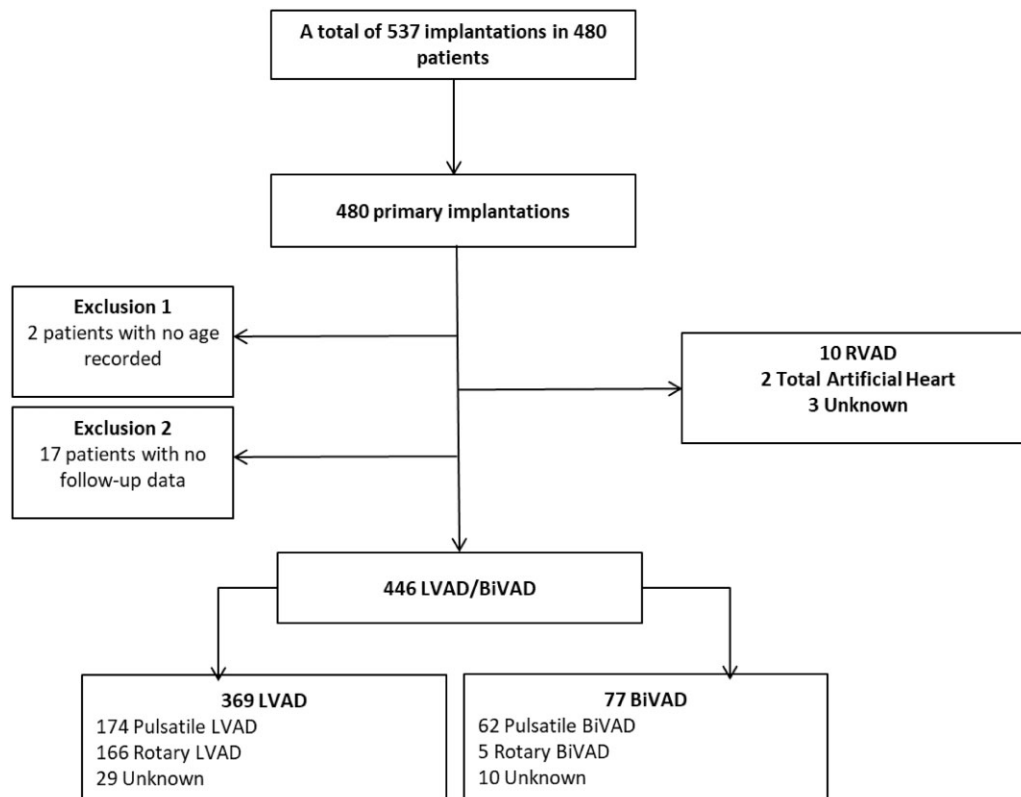 A total of 537 implantations in 480
patients
480 primary implantations
Exclusion 1
2 patients with no age
recorded
10 RVAD
2 Total Artificial Heart
3 Unknown
Exclusion 2
17 patients with no
follow-up data
446 LVAD/BiVAD
369 LVAD
174 Pulsatile LVAD
166 Rotary LVAD
29 Unknown
77 BiVAD
62 Pulsatile BiVAD
5 Rotary BiVAD
10 Unknown